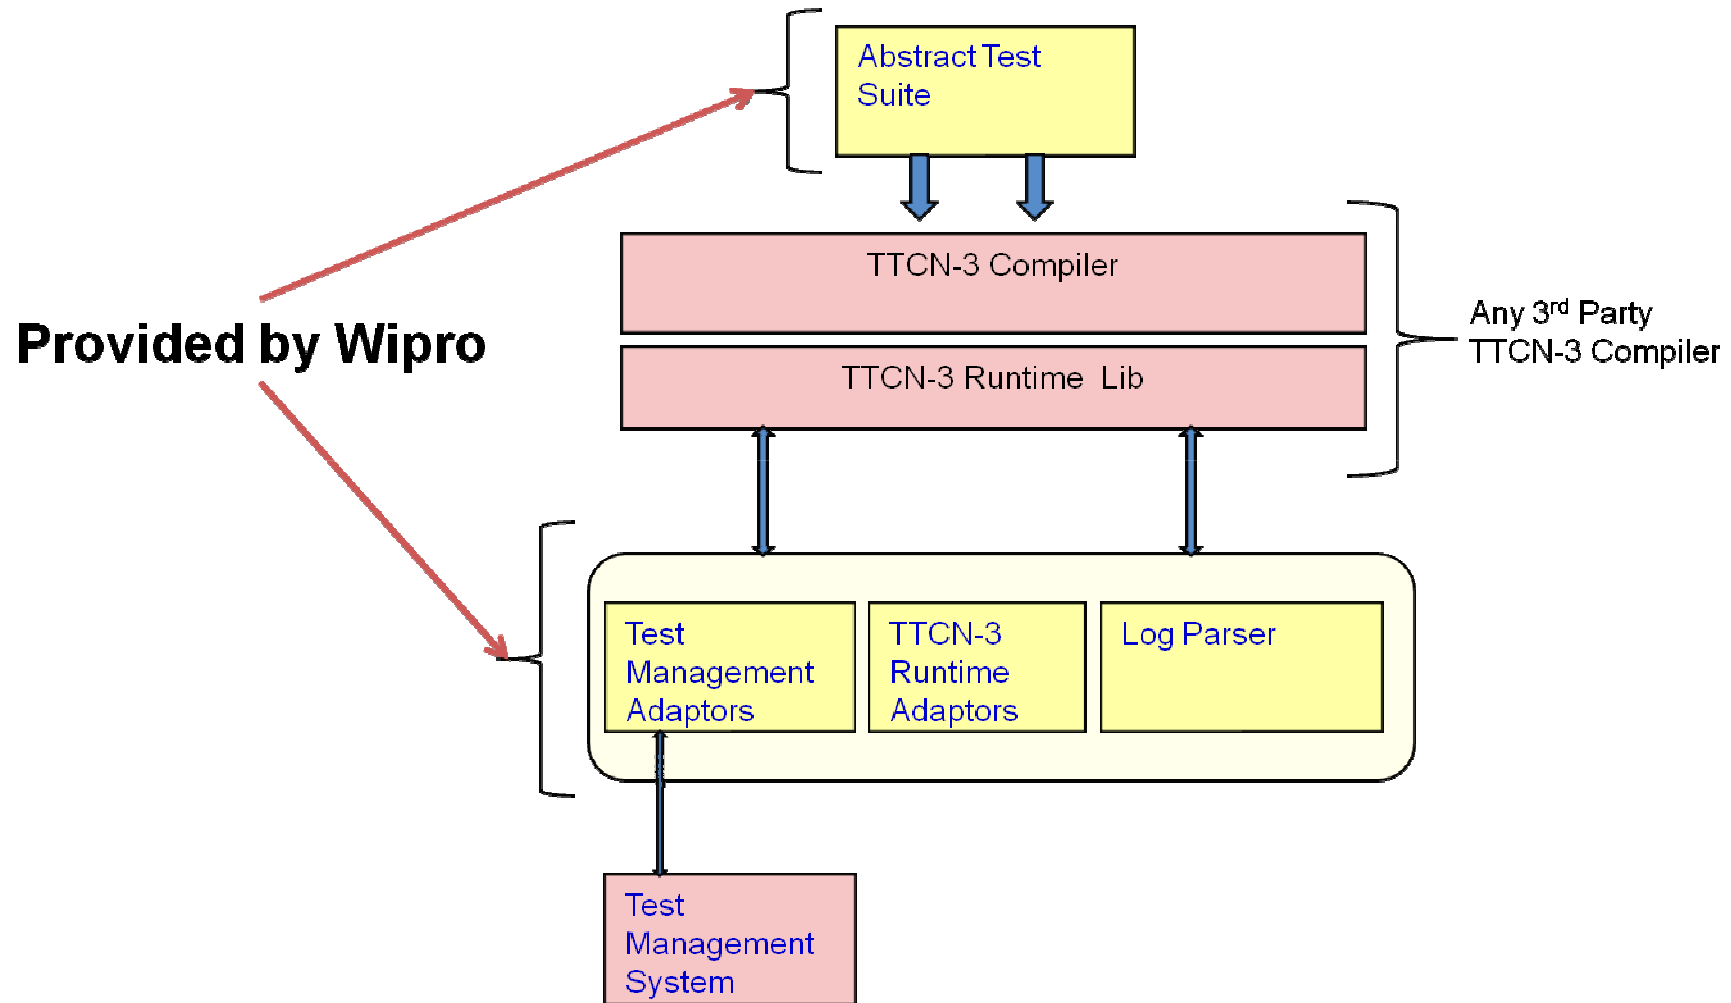 Abstract Test
Suite
TTCN-3 Compiler
Provided by Wipro
Any 3rd Party
TTCN-3 Compiler
TTCN-3 Runtime Lib
Test
Management
Adaptors
TTCN-3
Runtime
Adaptors
Log Parser
Test
Management
System